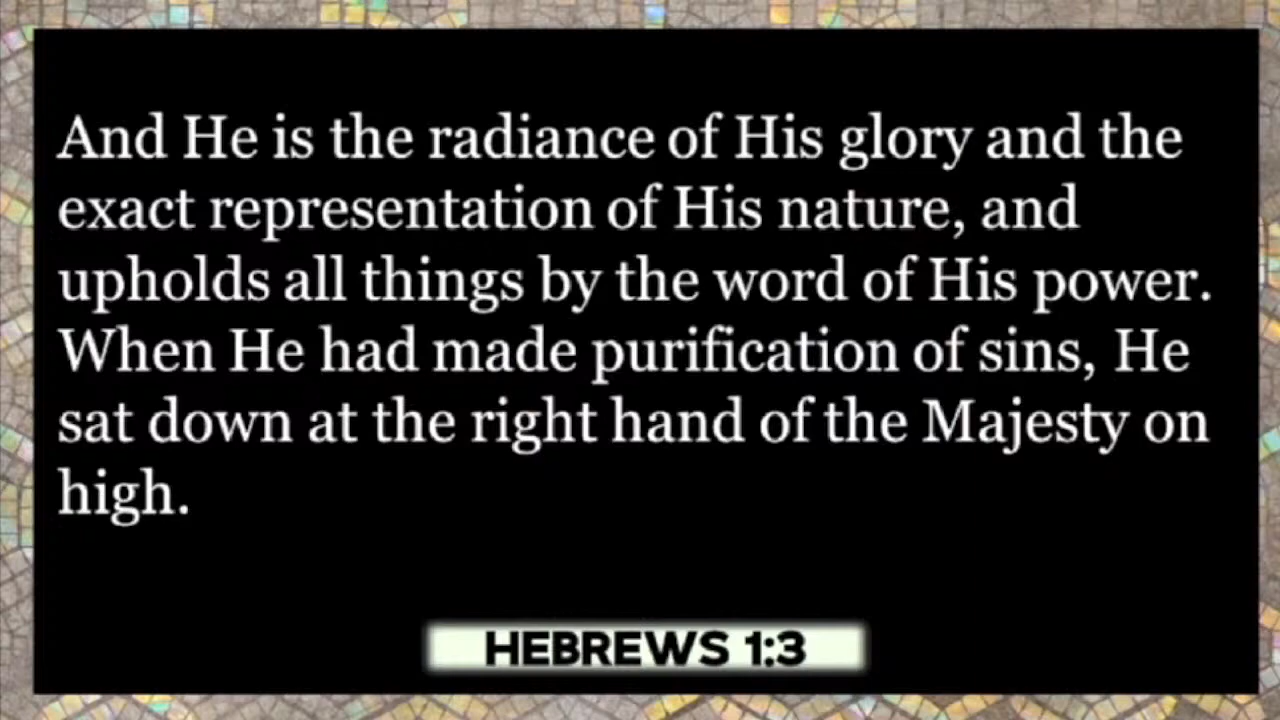 And He is the radiance of His glory and the
exact representation of His nature, and
upholds all things by the word of His power.
When He had made purification of sins, He
sat down at the right hand of the Majesty on
high.
HEBREWS 1:3